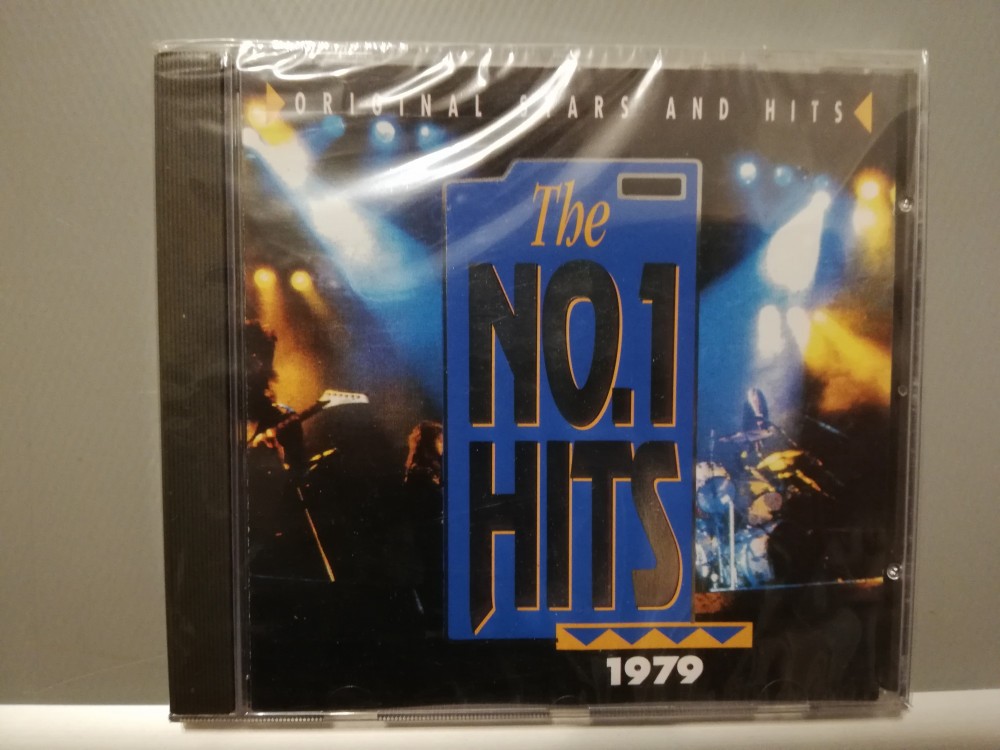 ORIGINAL STARS AND HITS
The
NO.1
HITS
1979